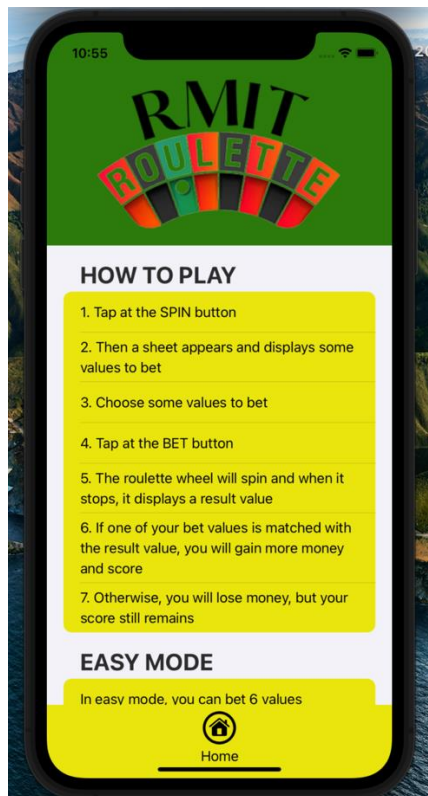 10:55
20
RMIT
ROULETTE
HOW TO PLAY
1. Tap at the SPIN button
2. Then a sheet appears and displays some
values to bet
3. Choose some values to bet
4. Tap at the BET button
5. The roulette wheel will spin and when it
stops, it displays a result value
6. If one of your bet values is matched with
the result value, you will gain more money
and score
7. Otherwise, you will lose money, but your
score still remains
EASY MODE
In easy mode, you can bet 6 values
Home